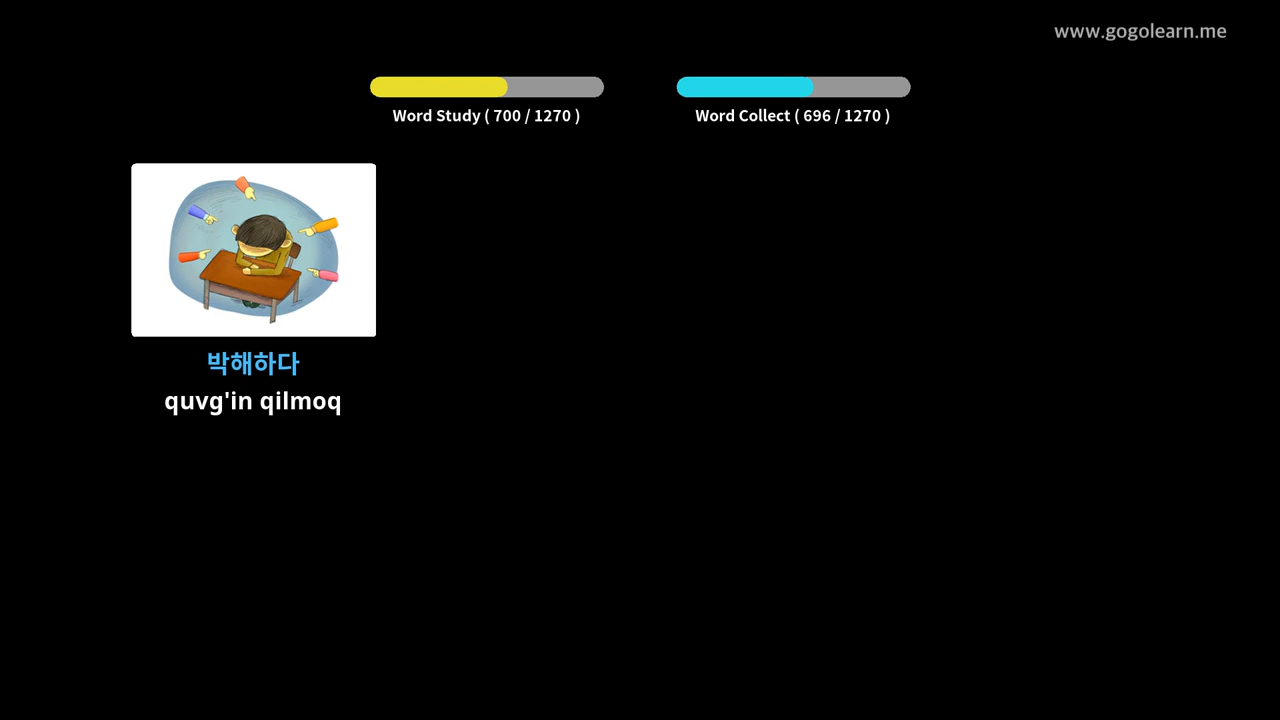 www.gogolearn.me
Word Study ( 700 / 1270 )
Word Collect ( 696 / 1270 )
박해하다
quvg'in qilmoq